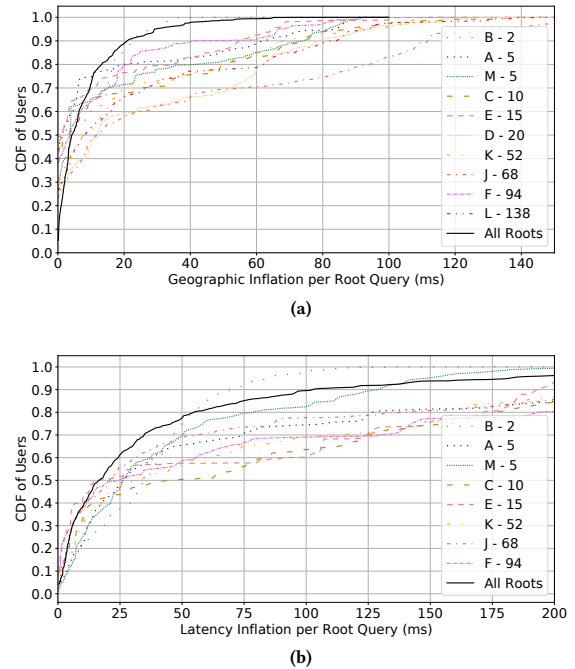 1.0
0.9
0.8
0.7
0.6
0.5
0.4
0.3
0.2
0.1
0.0
CDF of Users
B - 2
A - 5
M - 5
C - 10
E - 15
D - 20
K - 52
J - 68
F - 94
L - 138
All Roots
0 20 40 60 80 100 120 140
Geographic Inflation per Root Query (ms)
(a)
1.0
0.9
0.8
0.7
0.6
0.5
0.4
0.3
0.2
0.1
0.0
CDF of Users
B - 2
A - 5
M - 5
C - 10
E - 15
K - 52
J - 68
F - 94
All Roots
0 25 50 75 100 125 150 175 200
Latency Inflation per Root Query (ms)
(b)